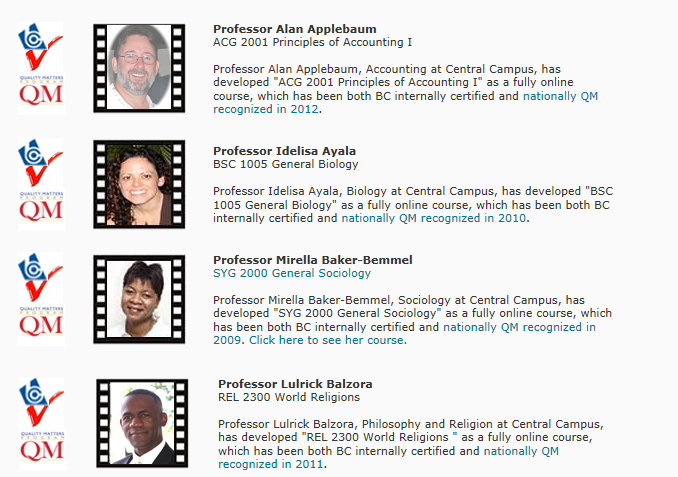 QUALITY MATTERS
PROGRAM
QM
Professor Alan Applebaum
ACG 2001 Principles of Accounting I
Professor Alan Applebaum, Accounting at Central Campus, has
developed "ACG 2001 Principles of Accounting I" as a fully online
course, which has been both BC internally certified and nationally QM
recognized in 2012.
QUALITY MATTERS
PROGRAM
QM
Professor Idelisa Ayala
BSC 1005 General Biology
Professor Idelisa Ayala, Biology at Central Campus, has developed "BSC
1005 General Biology" as a fully online course, which has been both BC
internally certified and nationally QM recognized in 2010.
QUALITY MATTERS
PROGRAM
QM
Professor Mirella Baker-Bemmel
SYG 2000 General Sociology
Professor Mirella Baker-Bemmel, Sociology at Central Campus, has
developed "SYG 2000 General Sociology" as a fully online course, which
has been both BC internally certified and nationally QM recognized in
2009. Click here to see her course.
QUALITY MATTERS
PROGRAM
QM
Professor Lulrick Balzora
REL 2300 World Religions
Professor Lulrick Balzora, Philosophy and Religion at Central Campus,
has developed "REL 2300 World Religions " as a fully online course,
which has been both BC internally certified and nationally QM
recognized in 2011.